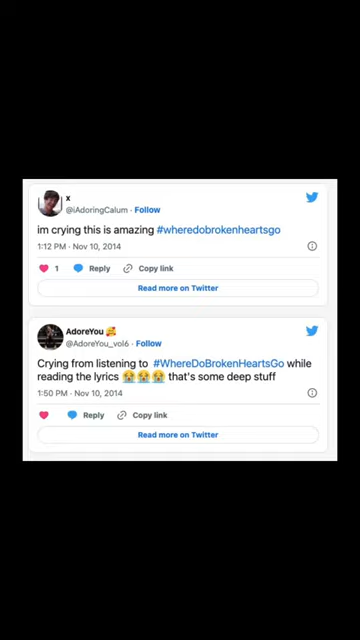 x
@iAdoringCalum · Follow
im crying this is amazing #wheredobrokenheartsgo
1:12 PM · Nov 10, 2014
1 Reply Copy link
Read more on Twitter
AdoreYou 🥰
@AdoreYou_vol6 · Follow
Crying from listening to #WhereDoBrokenHeartsGo while
reading the lyrics 😭😭😭 that's some deep stuff
1:50 PM · Nov 10, 2014
Reply Copy link
Read more on Twitter